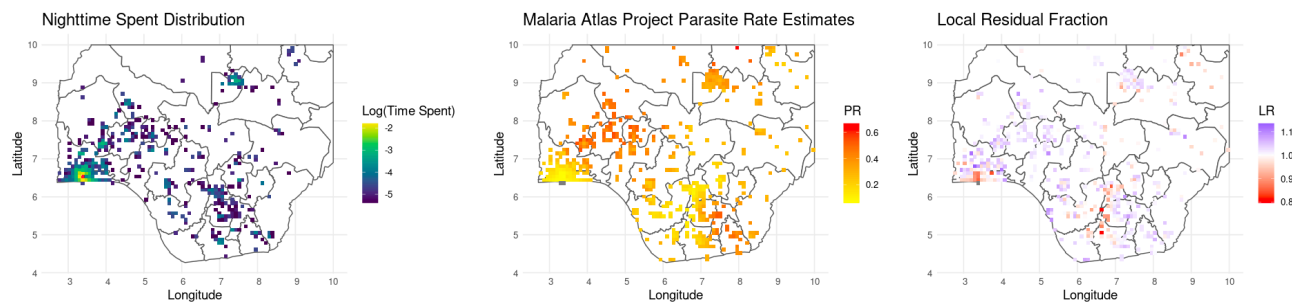 Nighttime Spent Distribution
10
9
8
7
6
5
4
Latitude
3 4 5 6 7 8 9 10
Longitude
Log(Time Spent)
-2
-3
-4
-5
Malaria Atlas Project Parasite Rate Estimates
10
9
8
7
6
5
4
Latitude
3 4 5 6 7 8 9 10
Longitude
PR
0.6
0.4
0.2
Local Residual Fraction
10
9
8
7
6
5
4
Latitude
3 4 5 6 7 8 9 10
Longitude
LR
1.1
1.0
0.9
0.8